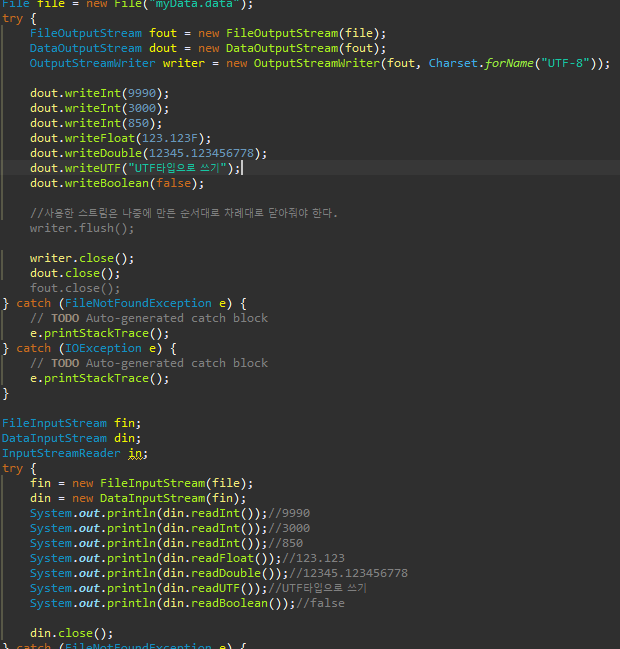 File file = new File("myData.data");
try {
FileOutputStream fout = new FileOutputStream(file);
DataOutputStream dout = new DataOutputStream(fout);
OutputStreamWriter writer = new OutputStreamWriter(fout, Charset.forName("UTF-8"));
dout.writeInt(9990);
dout.writeInt(3000);
dout.writeInt(850);
dout.writeFloat(123.123F);
dout.writeDouble(12345.123456778);
dout.writeUTF("UTF타입으로 쓰기");
dout.writeBoolean(false);
//사용한 스트림은 나중에 만든 순서대로 차례대로 닫아줘야 한다.
writer.flush();
writer.close();
dout.close();
fout.close();
} catch (FileNotFoundException e) {
// TODO Auto-generated catch block
e.printStackTrace();
} catch (IOException e) {
// TODO Auto-generated catch block
e.printStackTrace();
}
FileInputStream fin;
DataInputStream din;
InputStreamReader in;
try {
fin = new FileInputStream(file);
din = new DataInputStream(fin);
System.out.println(din.readInt());//9990
System.out.println(din.readInt());//3000
System.out.println(din.readInt());//850
System.out.println(din.readFloat());//123.123
System.out.println(din.readDouble());//12345.123456778
System.out.println(din.readUTF());//UTF타입으로 쓰기
System.out.println(din.readBoolean());//false
din.close();
} catch (FileNotFoundException e) {